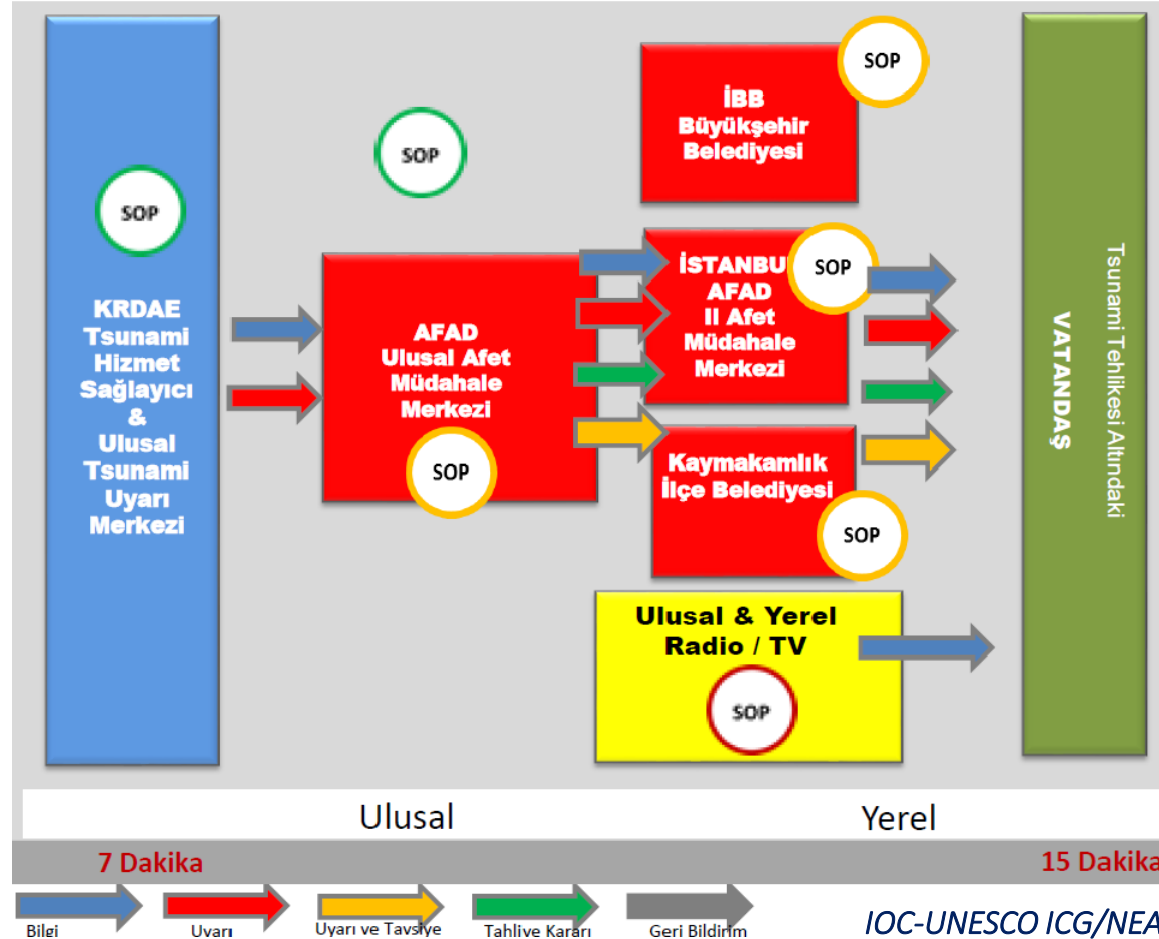 SOP
KRDAE
Tsunami
Hizmet
Sağlayıcı
&
Ulusal
Tsunami
Uyarı
Merkezi
SOP
AFAD
Ulusal Afet
Müdahale
Merkezi
SOP
SOP
İBB
Büyükşehir
Belediyesi
SOP
İSTANBU
AFAD
Il Afet
Müdahale
Merkezi
Kaymakamlık
İlçe Belediyesi
SOP
Ulusal & Yerel
Radio / TV
SOP
Tsunami Tehlikesi Altındaki
VATANDAŞ
Ulusal
Yerel
7 Dakika
15 Dakika
Bilgi
Uyarı
Uyarı ve Tavsiye
Tahliye Kararı
Geri Bildirim
IOC-UNESCO ICG/NEA